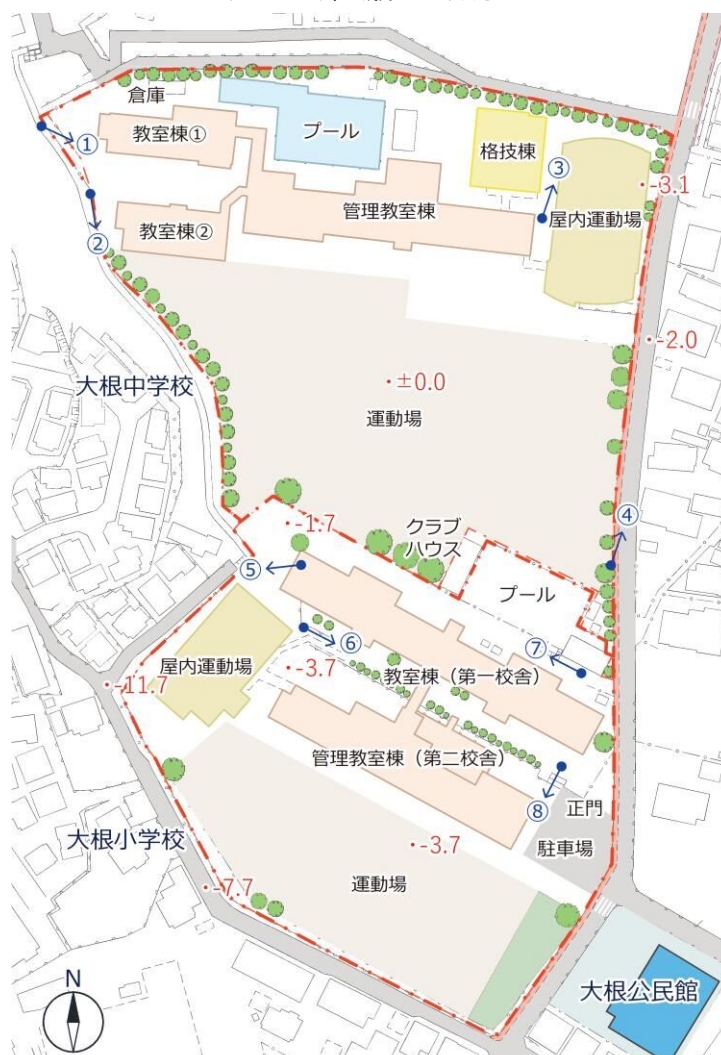 倉庫
教室棟①
プール
格技棟
①
③
-3.1
管理教室棟
屋内運動場
教室棟②
②
-2.0
大根中学校
±0.0
運動場
-1.7
クラブ
ハウス
④
⑤
プール
⑥
⑦
屋内運動場
-3.7
教室棟（第一校舎）
-11.7
管理教室棟（第二校舎）
⑧
正門
大根小学校
-3.7
駐車場
-7.7
運動場
N
大根公民館